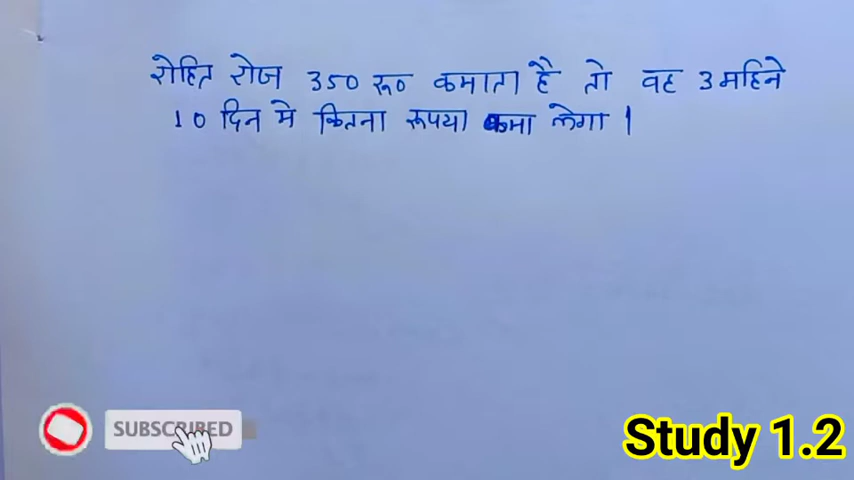 रोहित रोज 350 रू० कमाता है तो वह 3 महिने
10 दिन मे कितना रूपया कमा लेगा |
SUBSCRIBED
Study 1.2